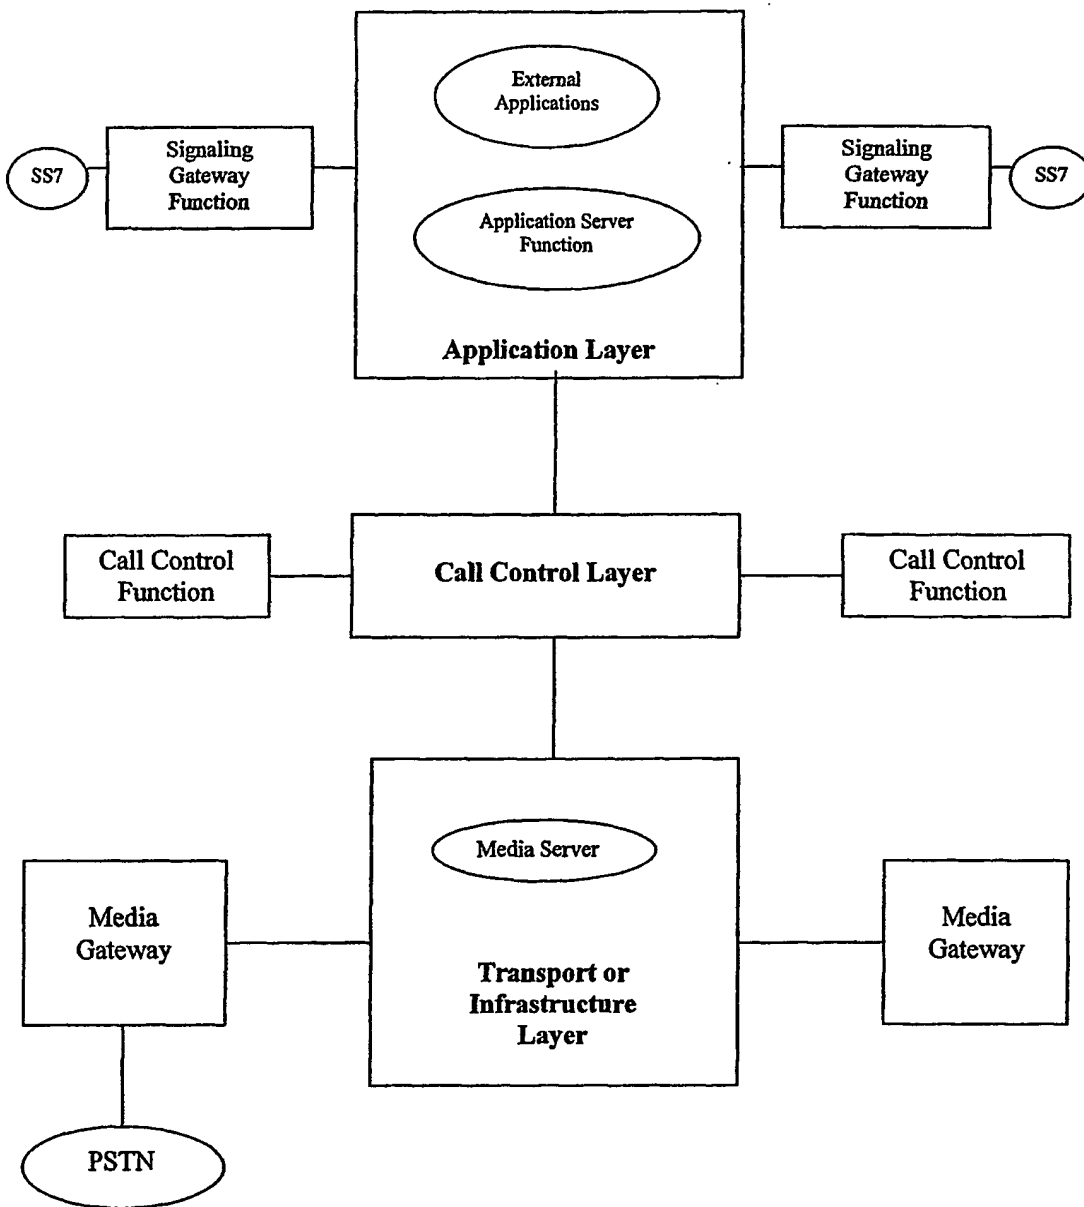 External
Applications
SS7
Signaling
Gateway
Function
Signaling
Gateway
Function
SS7
Application Server
Function
Application Layer
Call Control
Function
Call Control Layer
Call Control
Function
Media Server
Media
Gateway
Media
Gateway
Transport or
Infrastructure
Layer
PSTN